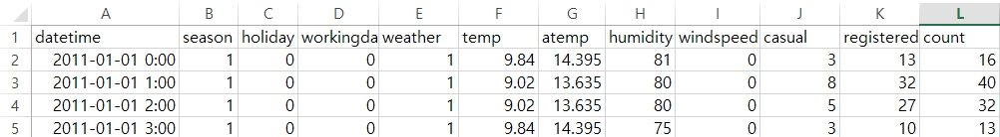 A B C D E F G H I J K L
1 datetime season holiday workingda weather temp atemp humidity windspeed casual registered count
2 2011-01-01 0:00 1 0 0 1 9.84 14.395 81 0 3 13 16
3 2011-01-01 1:00 1 0 0 1 9.02 13.635 80 0 8 32 40
4 2011-01-01 2:00 1 0 0 1 9.02 13.635 80 0 5 27 32
5 2011-01-01 3:00 1 0 0 1 9.84 14.395 75 0 3 10 13